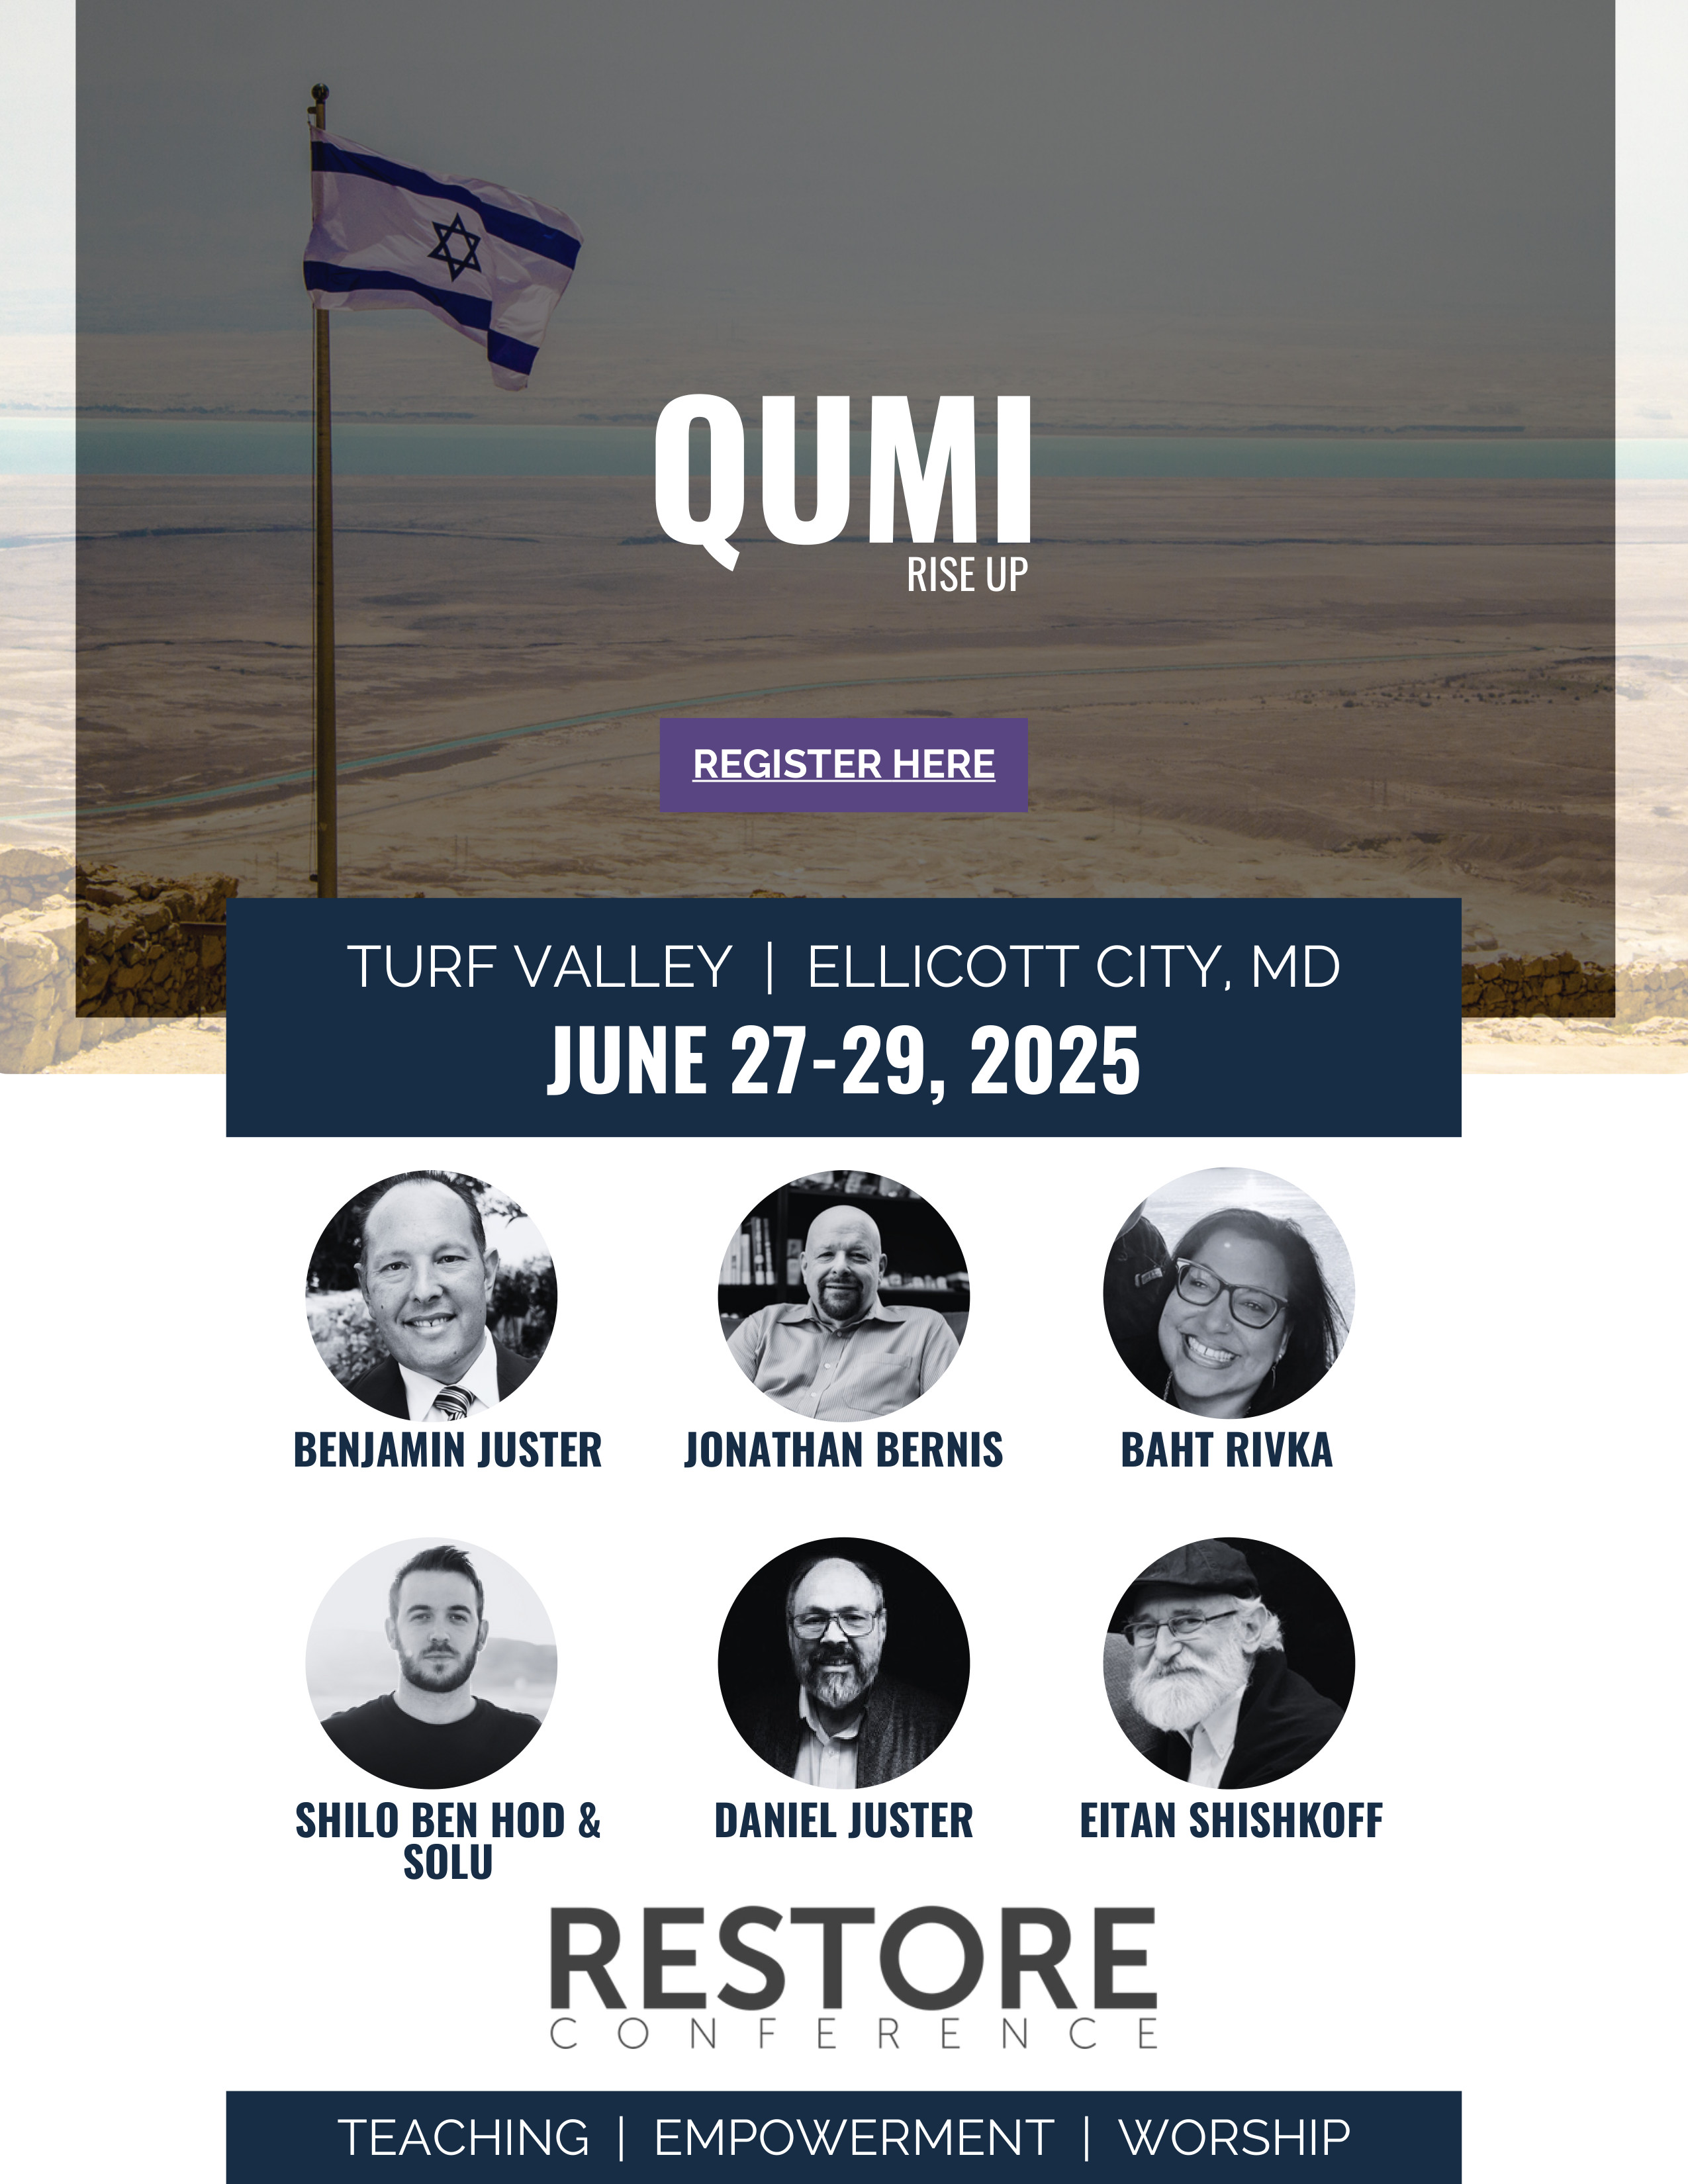 QUMI
RISE UP
REGISTER HERE
TURF VALLEY | ELLICOTT CITY, MD
JUNE 27-29, 2025
BENJAMIN JUSTER
JONATHAN BERNIS
BAHT RIVKA
SHILO BEN HOD &
SOLU
DANIEL JUSTER
EITAN SHISHKOFF
RESTORE
CONFERENCE
TEACHING | EMPOWERMENT | WORSHIP